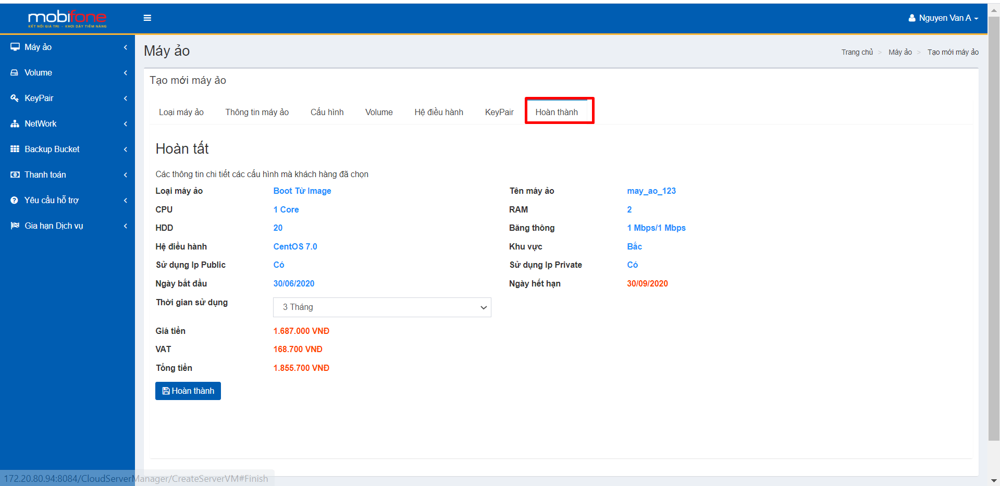 mobifone
KẾT NỐI GIÁ TRỊ - KHƠI DẬY TIỀM NĂNG
Nguyen Van A
Máy ảo
Volume
KeyPair
NetWork
Backup Bucket
Thanh toán
Yêu cầu hỗ trợ
Gia hạn Dịch vụ
Máy ảo
Trang chủ > Máy ảo > Tạo mới máy ảo
Tạo mới máy ảo
Loại máy ảo Thông tin máy ảo Cấu hình Volume Hệ điều hành KeyPair Hoàn thành
Hoàn tất
Các thông tin chi tiết các cấu hình mà khách hàng đã chọn
Loại máy ảo Boot Từ Image Tên máy ảo may_ao_123
CPU 1 Core RAM 2
HDD 20 Băng thông 1 Mbps/1 Mbps
Hệ điều hành CentOS 7.0 Khu vực Bắc
Sử dụng Ip Public Có Sử dụng Ip Private Có
Ngày bắt đầu 30/06/2020 Ngày hết hạn 30/09/2020
Thời gian sử dụng 3 Tháng
Giá tiền 1.687.000 VNĐ
VAT 168.700 VNĐ
Tổng tiền 1.855.700 VNĐ
Hoàn thành
172.20.80.94:8084/CloudServerManager/CreateServerVM#Finish